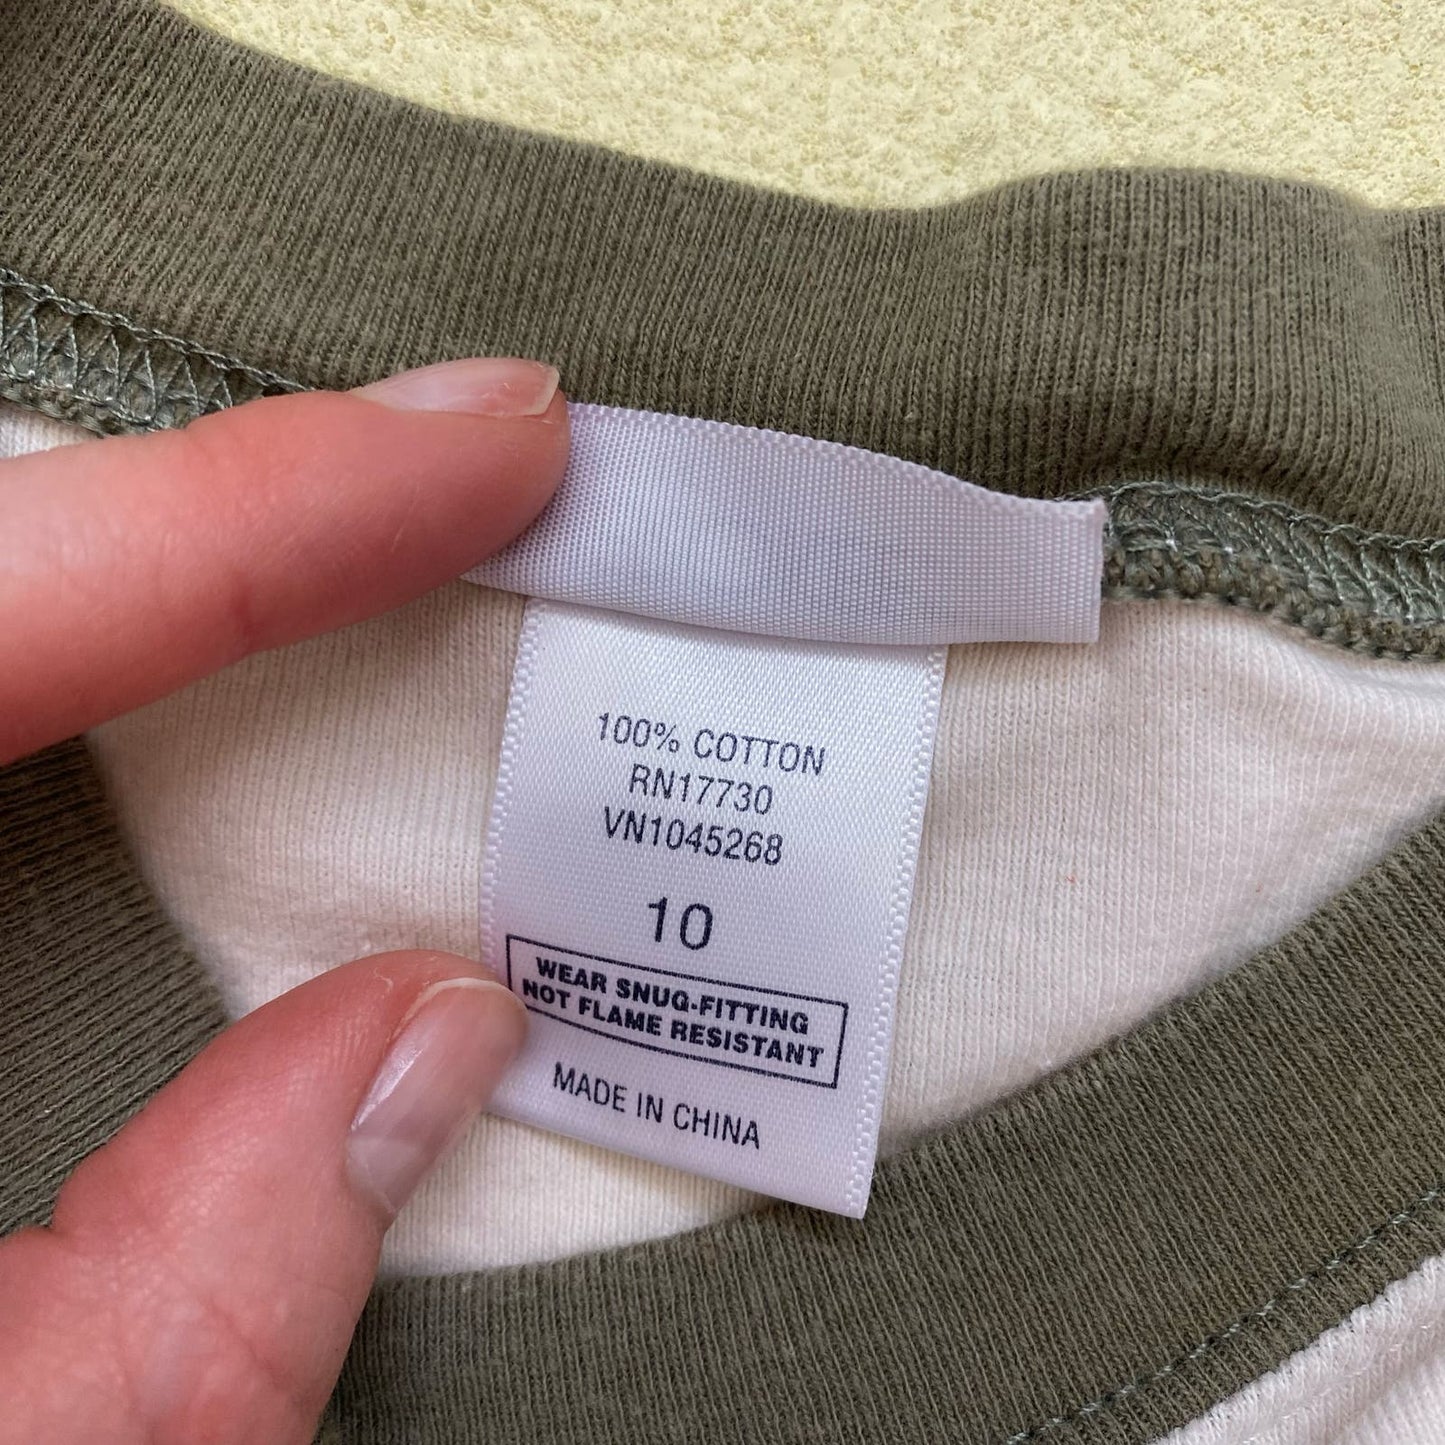 100% COTTON
RN17730
VN1045268
10
WEAR SNUG-FITTING
NOT FLAME RESISTANT
MADE IN CHINA